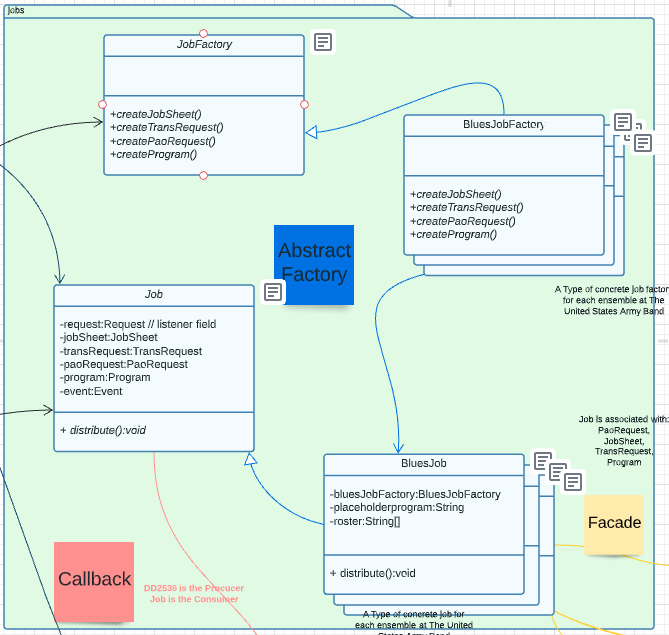 jobs
JobFactory
+createJobSheet()
+createTransRequest()
+createPaoRequest()
+createProgram()
BluesJobFactory
+createJobSheet()
+createTransRequest()
+createPaoRequest()
+createProgram()
Abstract
Factory
A Type of concrete job factor
for each ensemble at The
United States Army Band
Job
-request:Request // listener field
-jobSheet:JobSheet
-transRequest:TransRequest
-paoRequest:PaoRequest
-program:Program
-event:Event
+ distribute():void
Job is associated with:
PaoRequest,
JobSheet,
TransRequest,
Program
BluesJob
-bluesJobFactory:BluesJobFactory
-placeholderprogram:String
-roster:String[]
+ distribute():void
Facade
Callback
DD2536 is the Procucer
Job is the Consumer
A Type of concrete job for
each ensemble at The United
States Army Band